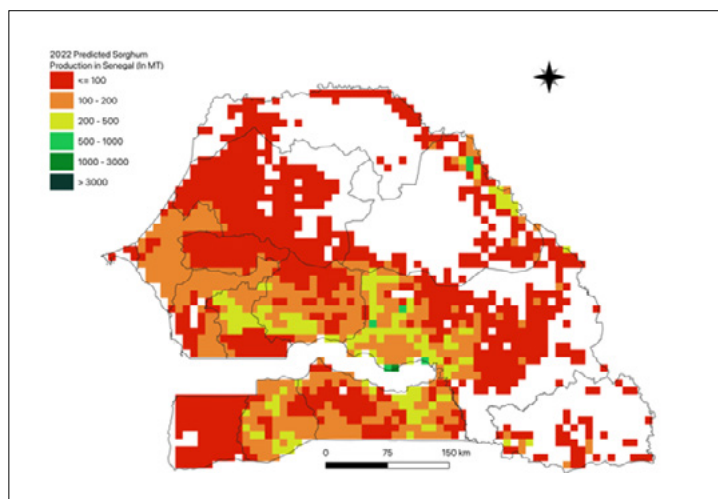 2022 Predicted Sorghum
Production in Senegal (In MT)
<= 100
100 - 200
200 - 500
500 - 1000
1000 - 3000
> 3000
0 75 150 km